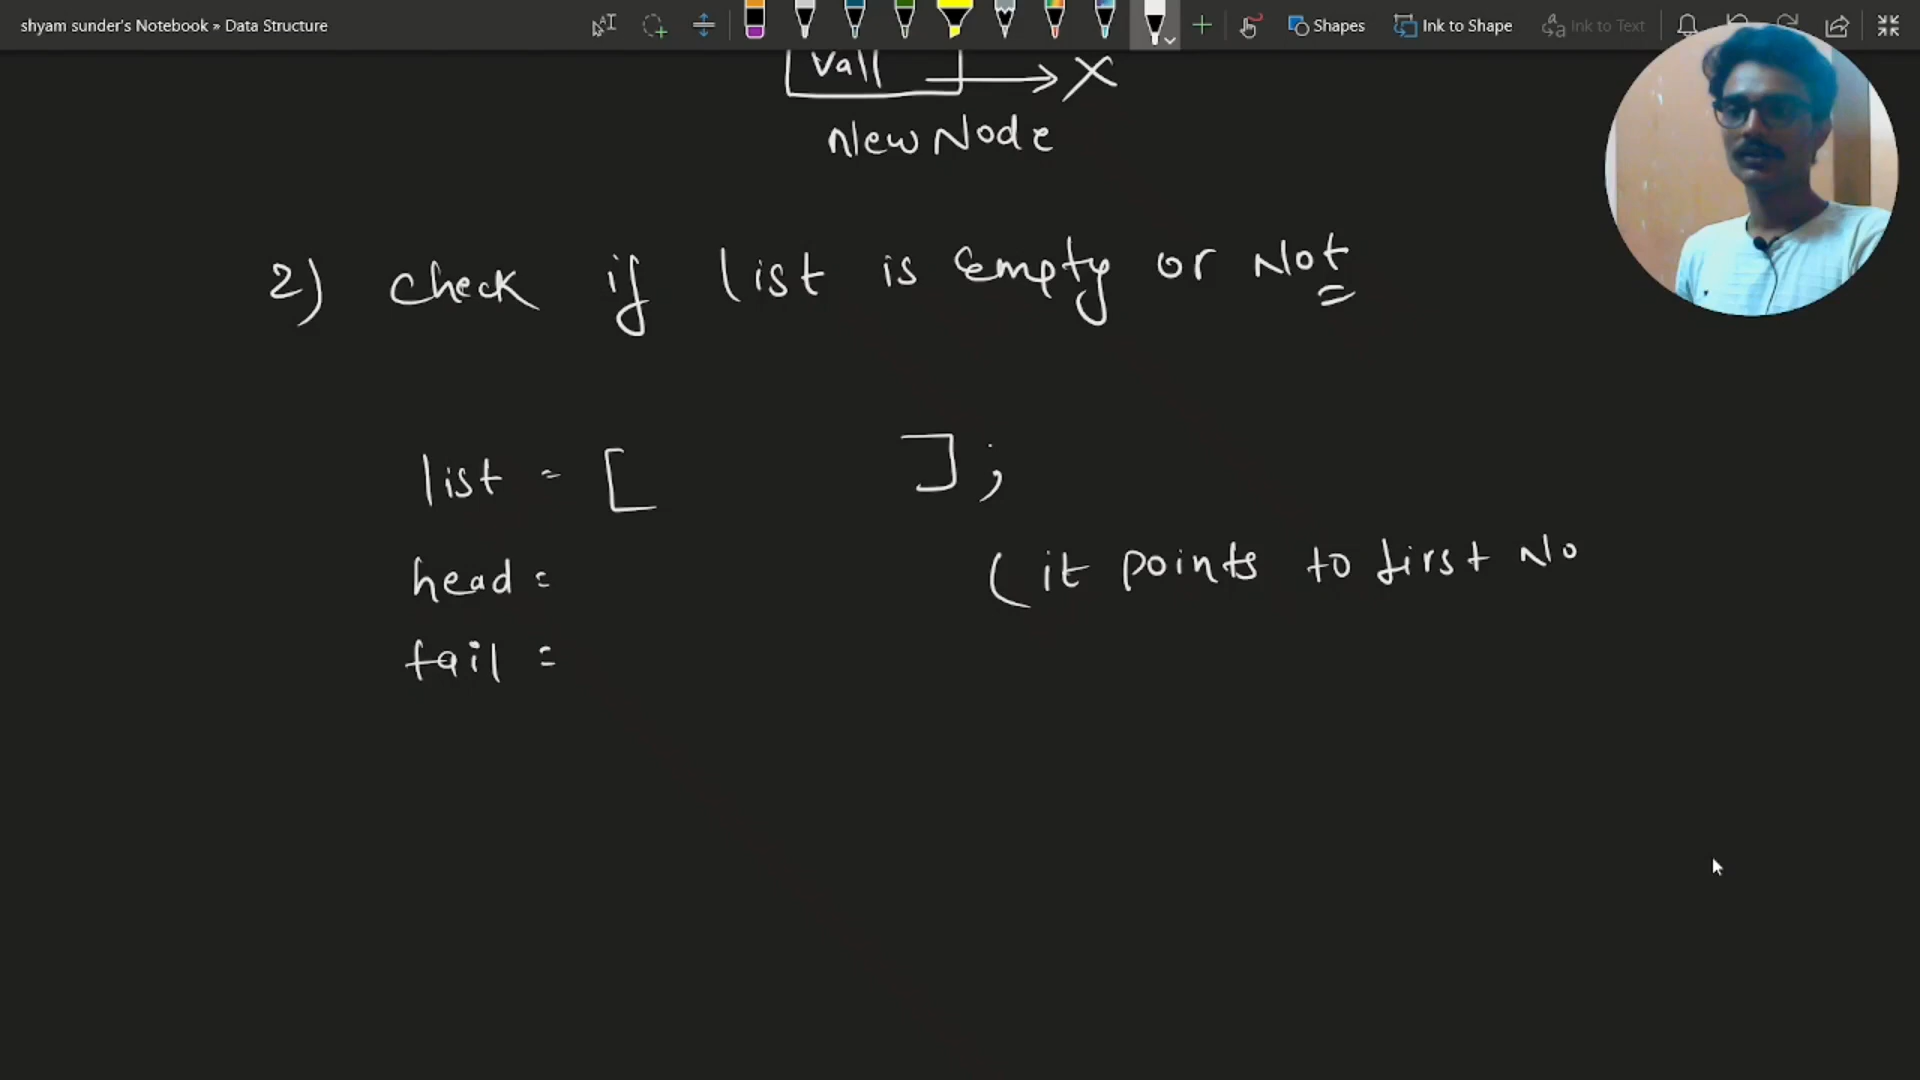 shyam sunder's Notebook » Data Structure
Shapes Ink to Shape Ink to Text
Val1 → X
New Node
2) check if list is Empty or Not
list = [ ];
head = (it points to first No
tail =